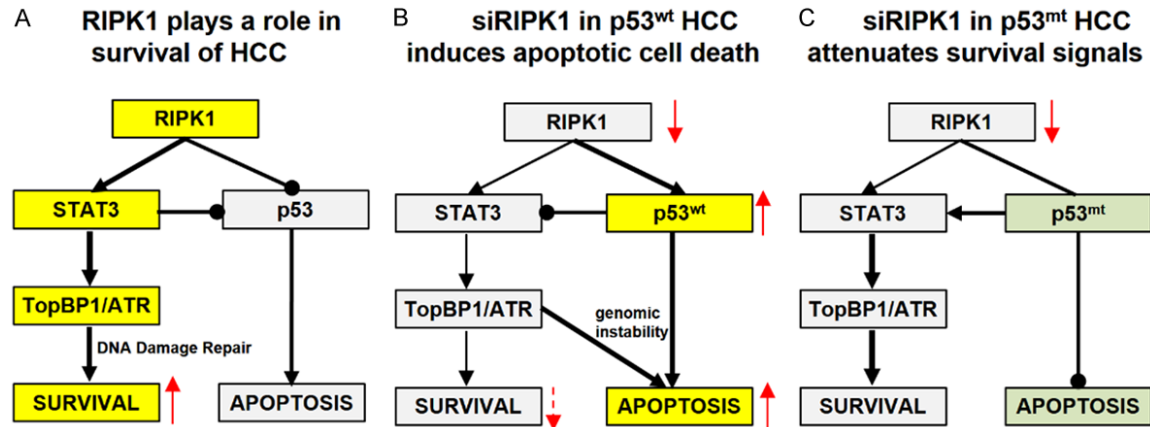 A
RIPK1 plays a role in
survival of HCC
RIPK1
STAT3
p53
TopBP1/ATR
DNA Damage Repair
SURVIVAL
APOPTOSIS
B
siRIPK1 in p53ʷᵗ HCC
induces apoptotic cell death
RIPK1
STAT3
p53ʷᵗ
TopBP1/ATR
genomic
instability
SURVIVAL
APOPTOSIS
C
siRIPK1 in p53ᵐᵗ HCC
attenuates survival signals
RIPK1
STAT3
p53ᵐᵗ
TopBP1/ATR
SURVIVAL
APOPTOSIS